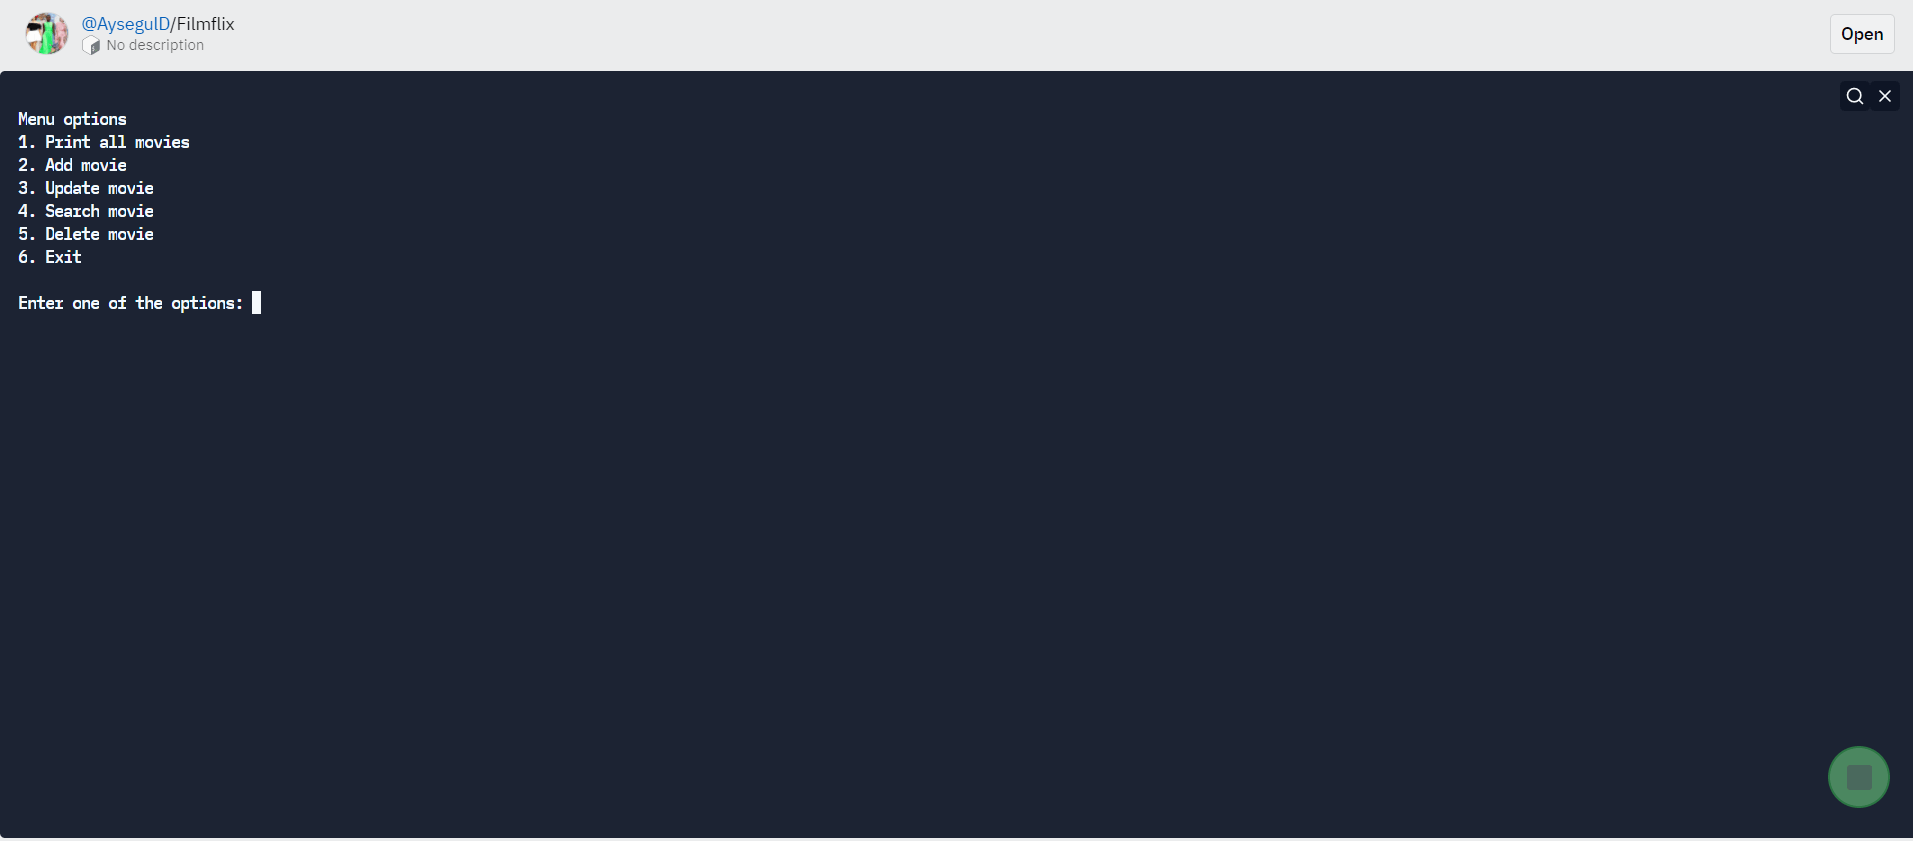 @AysegulD/Filmflix
No description
Open
Menu options
1. Print all movies
2. Add movie
3. Update movie
4. Search movie
5. Delete movie
6. Exit
Enter one of the options: